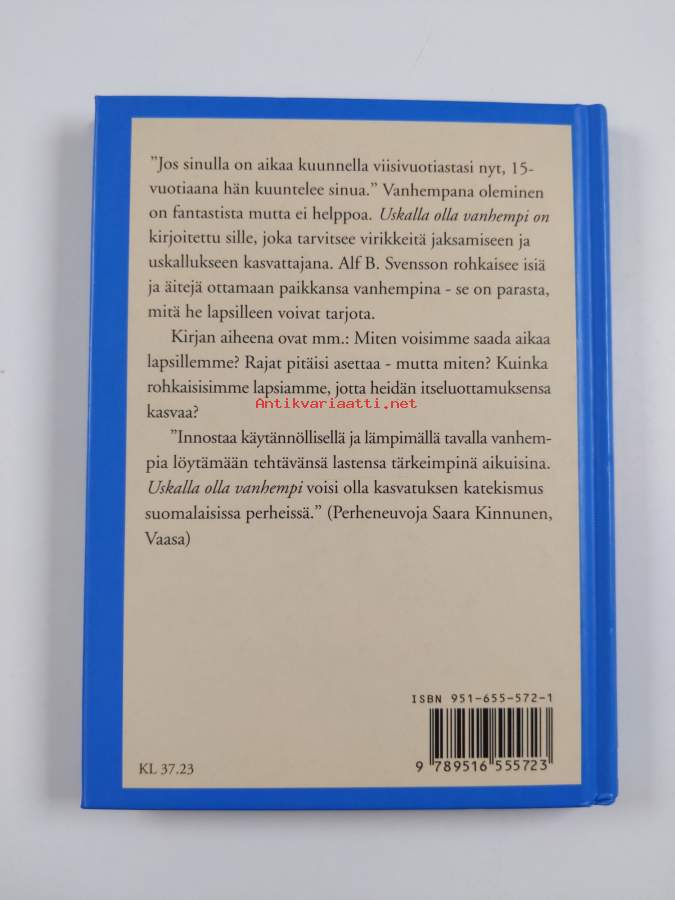 ”Jos sinulla on aikaa kuunnella viisivuotiastasi nyt, 15-
vuotiaana hän kuuntelee sinua.” Vanhempana oleminen
on fantastista mutta ei helppoa. Uskalla olla vanhempi on
kirjoitettu sille, joka tarvitsee virikkeitä jaksamiseen ja
uskallukseen kasvattajana. Alf B. Svensson rohkaisee isiä
ja äitejä ottamaan paikkansa vanhempina - se on parasta,
mitä he lapsilleen voivat tarjota.
Kirjan aiheena ovat mm.: Miten voisimme saada aikaa
lapsillemme? Rajat pitäisi asettaa - mutta miten? Kuinka
rohkaisisimme lapsiamme, jotta heidän itseluottamuksensa
kasvaa?
Antikvariaatti.net
”Innostaa käytännöllisellä ja lämpimällä tavalla vanhem-
pia löytämään tehtävänsä lastensa tärkeimpinä aikuisina.
Uskalla olla vanhempi voisi olla kasvatuksen katekismus
suomalaisissa perheissä.” (Perheneuvoja Saara Kinnunen,
Vaasa)
ISBN 951-655-572-1
9 789516 555723
KL 37.23